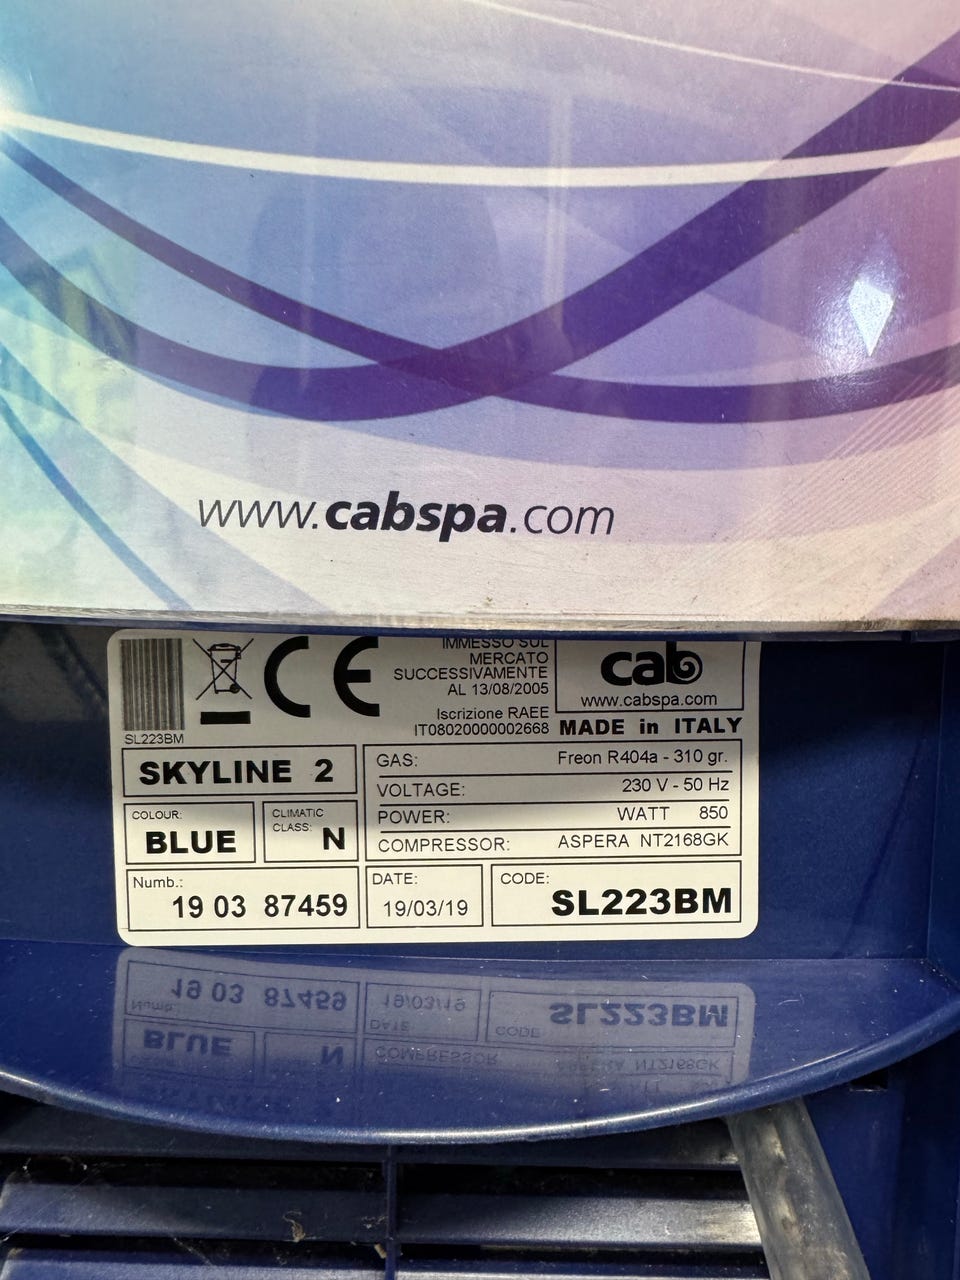 www.cabspa.com
IMMESSO SUL
MERCATO
SUCCESSIVAMENTE
AL 13/08/2005
Iscrizione RAEE
IT08020000002668
CE
cab
www.cabspa.com
MADE in ITALY
SL223BM
SKYLINE 2
COLOUR:
BLUE
CLIMATIC
CLASS:
N
GAS: Freon R404a - 310 gr.
VOLTAGE: 230 V - 50 Hz
POWER: WATT 850
COMPRESSOR: ASPERA NT2168GK
Numb.:
19 03 87459
DATE:
19/03/19
CODE:
SL223BM